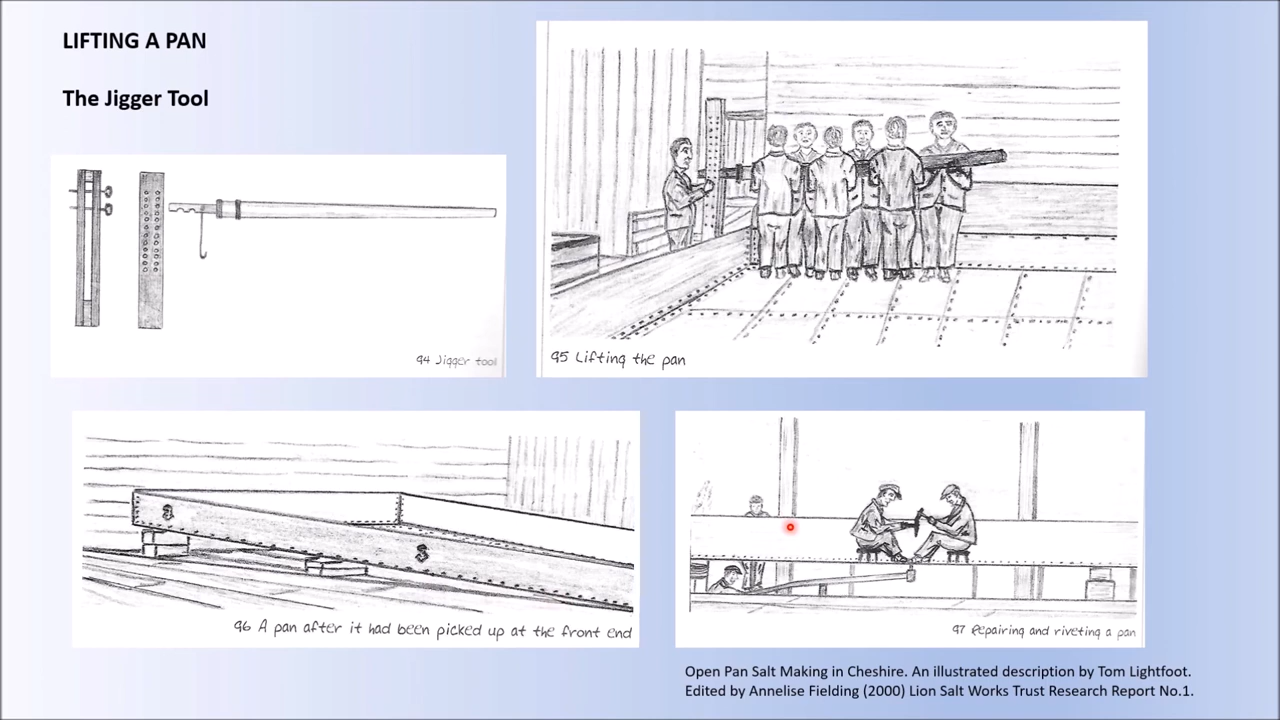 LIFTING A PAN
The Jigger Tool
94 Jigger tool
95 Lifting the pan
96 A pan after it had been picked up at the front end
97 Repairing and riveting a pan
Open Pan Salt Making in Cheshire. An illustrated description by Tom Lightfoot.
Edited by Annelise Fielding (2000) Lion Salt Works Trust Research Report No.1.